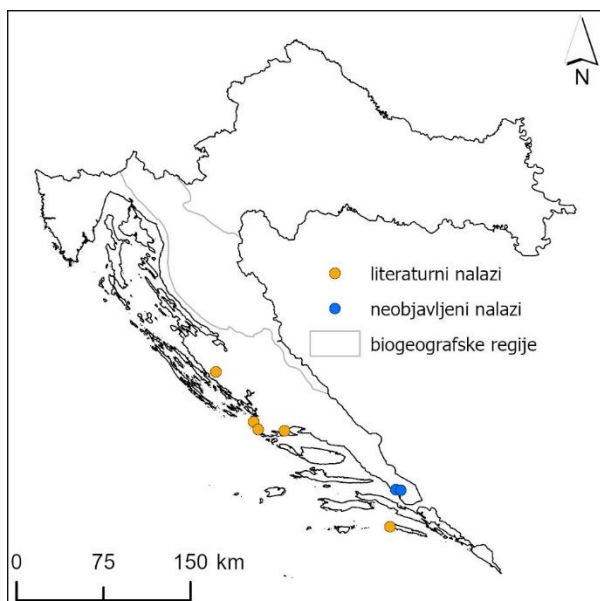 N
literaturni nalazi
neobjavljeni nalazi
biogeografske regije
0 75 150 km